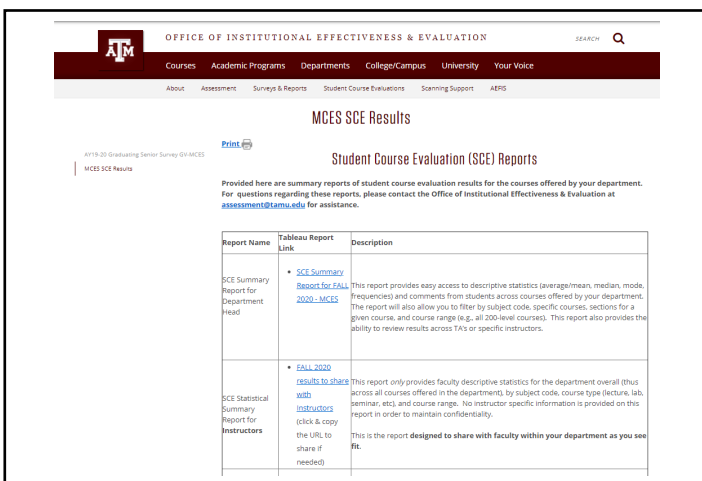 ĀM
OFFICE OF INSTITUTIONAL EFFECTIVENESS & EVALUATION
SEARCH
Courses Academic Programs Departments College/Campus University Your Voice
About Assessment Surveys & Reports Student Course Evaluations Scanning Support AEFIS
MCES SCE Results
Print
AY19-20 Graduating Senior Survey GV-MCES
MCES SCE Results
Student Course Evaluation (SCE) Reports
Provided here are summary reports of student course evaluation results for the courses offered by your department.
For questions regarding these reports, please contact the Office of Institutional Effectiveness & Evaluation at
assessment@tamu.edu for assistance.
Report Name
Tableau Report
Link
Description
SCE Summary
Report for
Department
Head
• SCE Summary
Report for FALL
2020 - MCES
This report provides easy access to descriptive statistics (average/mean, median, mode,
frequencies) and comments from students across courses offered by your department.
The report will also allow you to filter by subject code, specific courses, sections for a
given course, and course range (e.g., all 200-level courses). This report also provides the
ability to review results across TA's or specific instructors.
SCE Statistical
Summary
Report for
Instructors
• FALL 2020
results to share
with
Instructors
(click & copy
the URL to
share if
needed)
This report only provides faculty descriptive statistics for the department overall (thus
across all courses offered in the department), by subject code, course type (lecture, lab,
seminar, etc), and course range. No instructor specific information is provided on this
report in order to maintain confidentiality.
This is the report designed to share with faculty within your department as you see
fit.